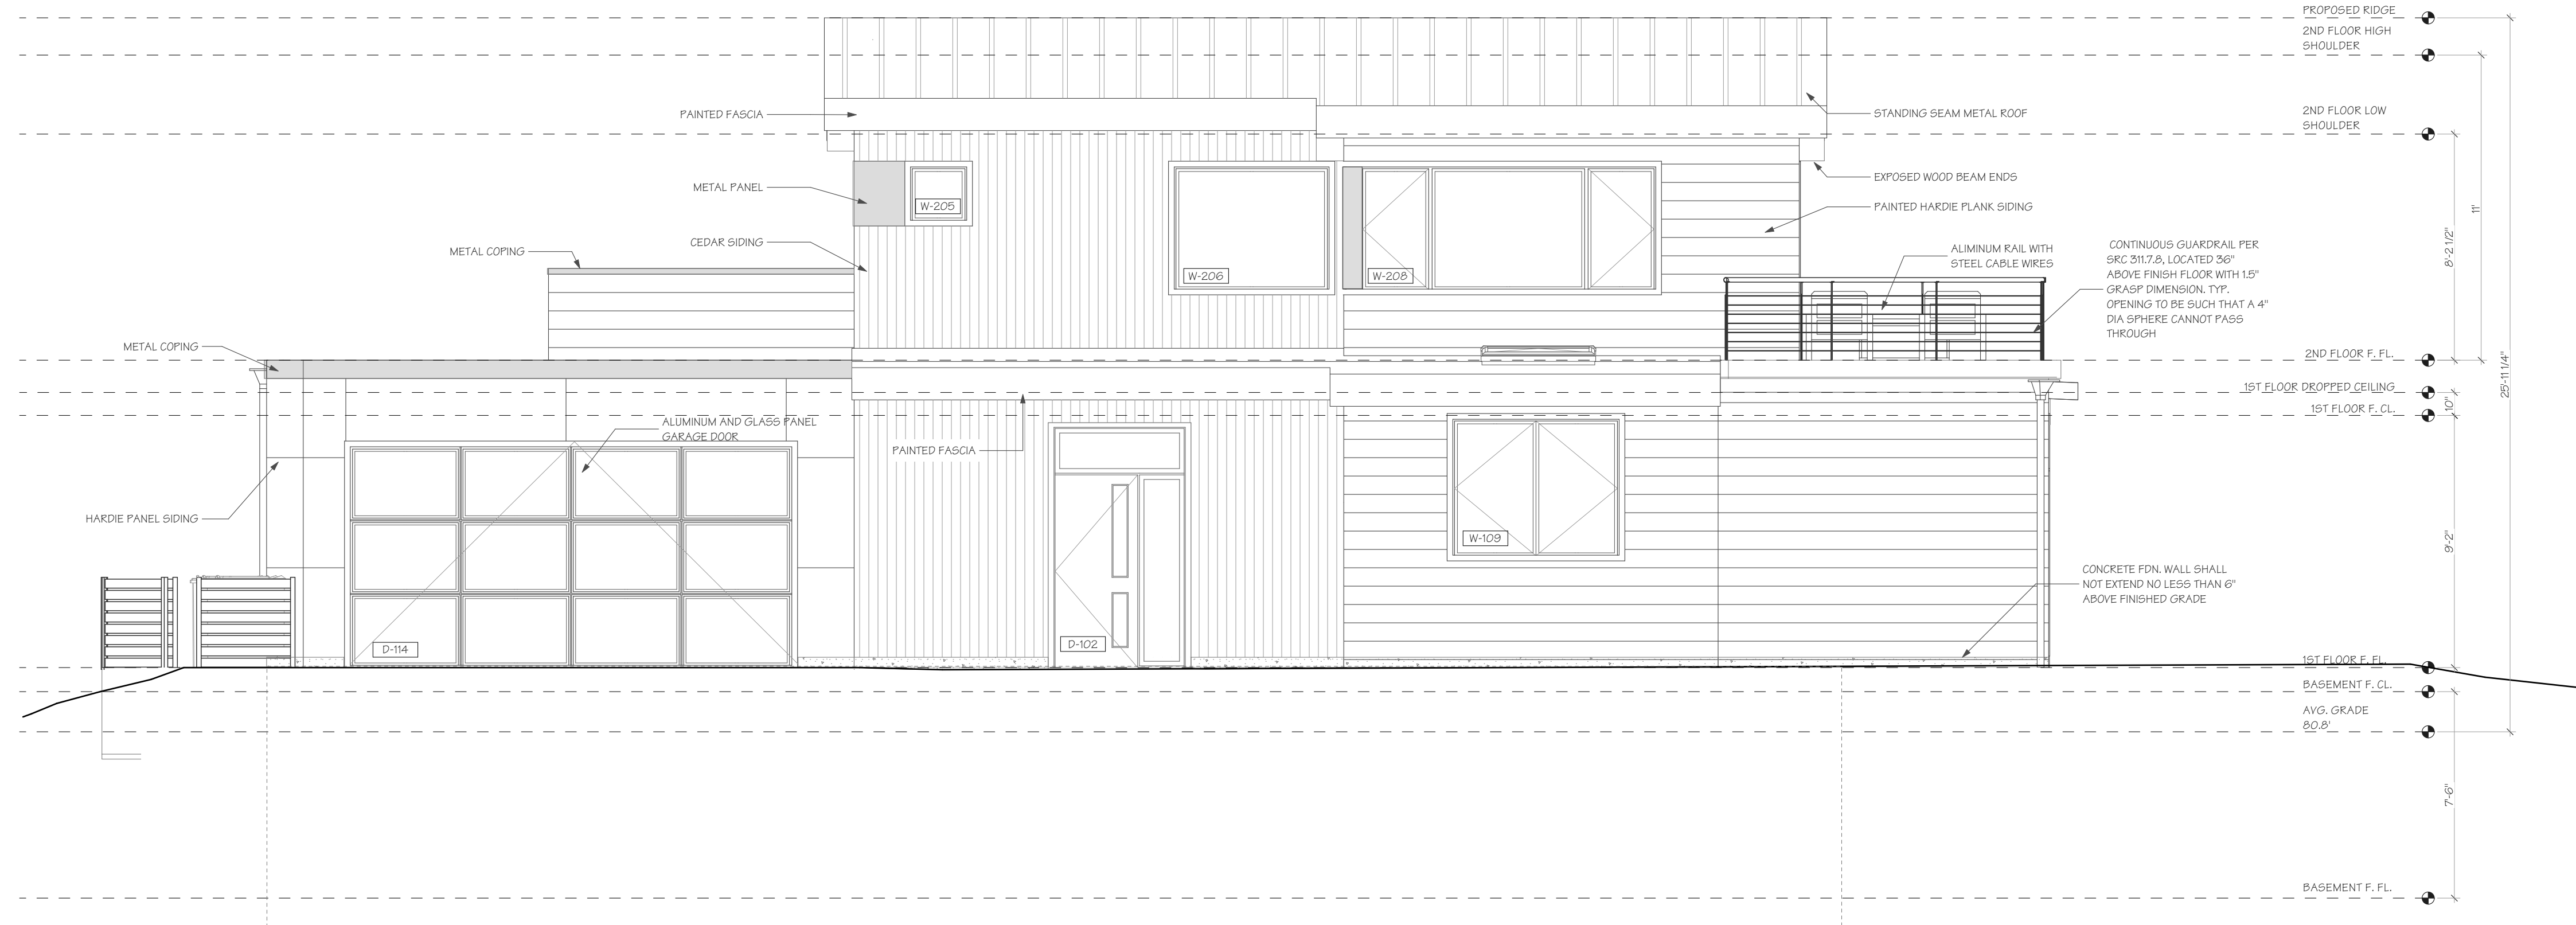 PROPOSED RIDGE
2ND FLOOR HIGH
SHOULDER
PAINTED FASCIA
STANDING SEAM METAL ROOF
2ND FLOOR LOW
SHOULDER
METAL PANEL
W-205
EXPOSED WOOD BEAM ENDS
PAINTED HARDIE PLANK SIDING
11'
METAL COPING
CEDAR SIDING
W-206
W-208
ALIMINUM RAIL WITH
STEEL CABLE WIRES
CONTINUOUS GUARDRAIL PER
SRC 311.7.8, LOCATED 36"
ABOVE FINISH FLOOR WITH 1.5"
GRASP DIMENSION. TYP.
OPENING TO BE SUCH THAT A 4"
DIA SPHERE CANNOT PASS
THROUGH
8'-2 1/2"
METAL COPING
2ND FLOOR F. FL.
25'-11 1/4"
1ST FLOOR DROPPED CEILING
10"
1ST FLOOR F. CL.
ALUMINUM AND GLASS PANEL
GARAGE DOOR
PAINTED FASCIA
HARDIE PANEL SIDING
W-109
9'-2"
CONCRETE FDN. WALL SHALL
NOT EXTEND NO LESS THAN 6"
ABOVE FINISHED GRADE
D-114
D-102
1ST FLOOR F. FL.
BASEMENT F. CL.
AVG. GRADE
80.8'
7'-6"
BASEMENT F. FL.